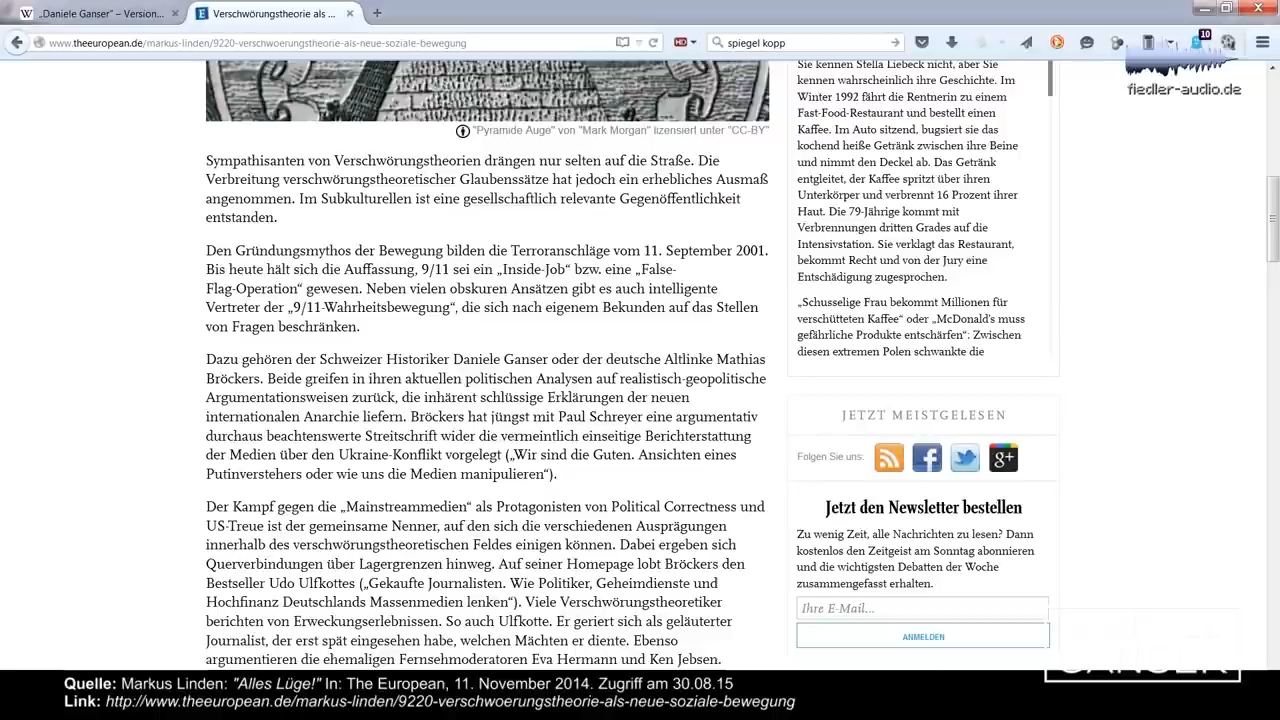 „Daniele Ganser" – Version...
Verschwörungstheorie als ...
www.theeuropean.de/markus-linden/9220-verschwoerungstheorie-als-neue-soziale-bewegung
spiegel kopp
10
fiedler-audio.de
"Pyramide Auge" von "Mark Morgan" lizensiert unter "CC-BY"
Sympathisanten von Verschwörungstheorien drängen nur selten auf die Straße. Die
Verbreitung verschwörungstheoretischer Glaubenssätze hat jedoch ein erhebliches Ausmaß
angenommen. Im Subkulturellen ist eine gesellschaftlich relevante Gegenöffentlichkeit
entstanden.
Den Gründungsmythos der Bewegung bilden die Terroranschläge vom 11. September 2001.
Bis heute hält sich die Auffassung, 9/11 sei ein „Inside-Job“ bzw. eine „False-
Flag-Operation“ gewesen. Neben vielen obskuren Ansätzen gibt es auch intelligente
Vertreter der „9/11-Wahrheitsbewegung“, die sich nach eigenem Bekunden auf das Stellen
von Fragen beschränken.
Dazu gehören der Schweizer Historiker Daniele Ganser oder der deutsche Altlinke Mathias
Bröckers. Beide greifen in ihren aktuellen politischen Analysen auf realistisch-geopolitische
Argumentationsweisen zurück, die inhärent schlüssige Erklärungen der neuen
internationalen Anarchie liefern. Bröckers hat jüngst mit Paul Schreyer eine argumentativ
durchaus beachtenswerte Streitschrift wider die vermeintlich einseitige Berichterstattung
der Medien über den Ukraine-Konflikt vorgelegt („Wir sind die Guten. Ansichten eines
Putinverstehers oder wie uns die Medien manipulieren“).
Der Kampf gegen die „Mainstreammedien“ als Protagonisten von Political Correctness und
US-Treue ist der gemeinsame Nenner, auf den sich die verschiedenen Ausprägungen
innerhalb des verschwörungstheoretischen Feldes einigen können. Dabei ergeben sich
Querverbindungen über Lagergrenzen hinweg. Auf seiner Homepage lobt Bröckers den
Bestseller Udo Ulfkottes („Gekaufte Journalisten. Wie Politiker, Geheimdienste und
Hochfinanz Deutschlands Massenmedien lenken“). Viele Verschwörungstheoretiker
berichten von Erweckungserlebnissen. So auch Ulfkotte. Er geriert sich als geläuterter
Journalist, der erst spät eingesehen habe, welchen Mächten er diente. Ebenso
argumentieren die ehemaligen Fernsehmoderatoren Eva Hermann und Ken Jebsen.
Sie kennen Stella Liebeck nicht, aber Sie
kennen wahrscheinlich ihre Geschichte. Im
Winter 1992 fährt die Rentnerin zu einem
Fast-Food-Restaurant und bestellt einen
Kaffee. Im Auto sitzend, bugsiert sie das
kochend heiße Getränk zwischen ihre Beine
und nimmt den Deckel ab. Das Getränk
entgleitet, der Kaffee spritzt über ihren
Unterkörper und verbrennt 16 Prozent ihrer
Haut. Die 79-Jährige kommt mit
Verbrennungen dritten Grades auf die
Intensivstation. Sie verklagt das Restaurant,
bekommt Recht und von der Jury eine
Entschädigung zugesprochen.
„Schusselige Frau bekommt Millionen für
verschütteten Kaffee“ oder „McDonald's muss
gefährliche Produkte entschärfen“: Zwischen
diesen extremen Polen schwankte die
JETZT MEISTGELESEN
Folgen Sie uns:
Jetzt den Newsletter bestellen
Zu wenig Zeit, alle Nachrichten zu lesen? Dann
kostenlos den Zeitgeist am Sonntag abonnieren
und die wichtigsten Debatten der Woche
zusammengefasst erhalten.
Ihre E-Mail...
ANMELDEN
Quelle: Markus Linden: "Alles Lüge!" In: The European, 11. November 2014. Zugriff am 30.08.15
Link: http://www.theeuropean.de/markus-linden/9220-verschwoerungstheorie-als-neue-soziale-bewegung